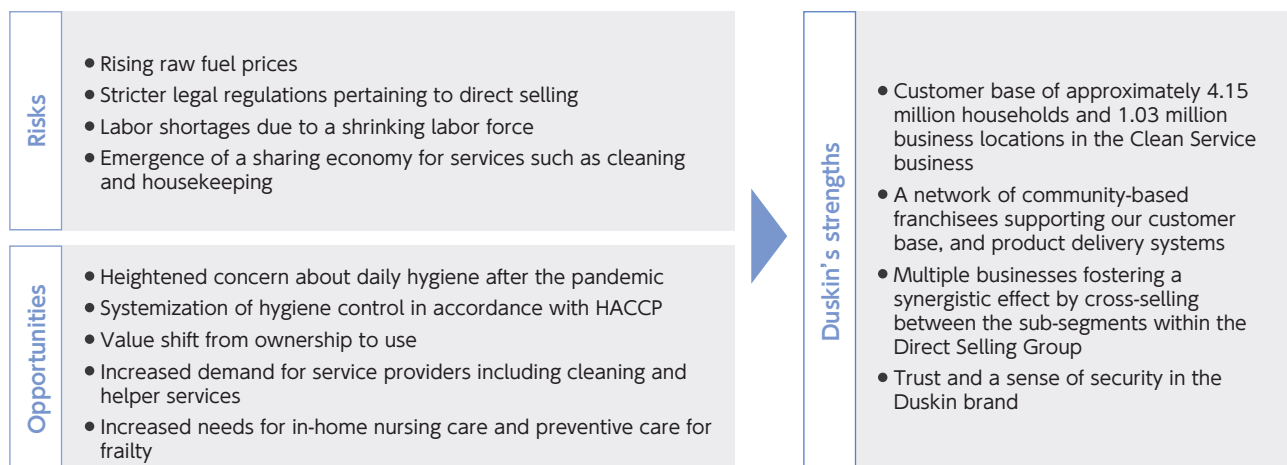 Risks
● Rising raw fuel prices
● Stricter legal regulations pertaining to direct selling
● Labor shortages due to a shrinking labor force
● Emergence of a sharing economy for services such as cleaning
and housekeeping
Opportunities
● Heightened concern about daily hygiene after the pandemic
● Systemization of hygiene control in accordance with HACCP
● Value shift from ownership to use
● Increased demand for service providers including cleaning and
helper services
● Increased needs for in-home nursing care and preventive care for
frailty
Duskin's strengths
● Customer base of approximately 4.15
million households and 1.03 million
business locations in the Clean Service
business
● A network of community-based
franchisees supporting our customer
base, and product delivery systems
● Multiple businesses fostering a
synergistic effect by cross-selling
between the sub-segments within the
Direct Selling Group
● Trust and a sense of security in the
Duskin brand